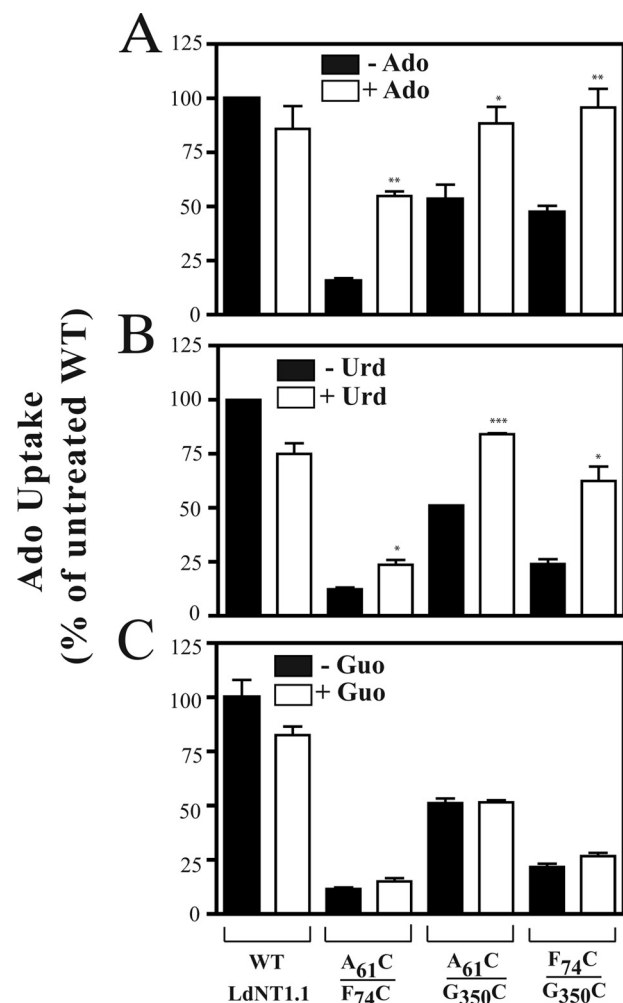 A
125
100
75
50
25
0
- Ado
+ Ado
**
*
**
B
125
100
75
50
25
0
- Urd
+ Urd
*
***
*
C
125
100
75
50
25
0
- Guo
+ Guo
Ado Uptake
(% of untreated WT)
WT
LdNT1.1
A61C
F74C
A61C
G350C
F74C
G350C